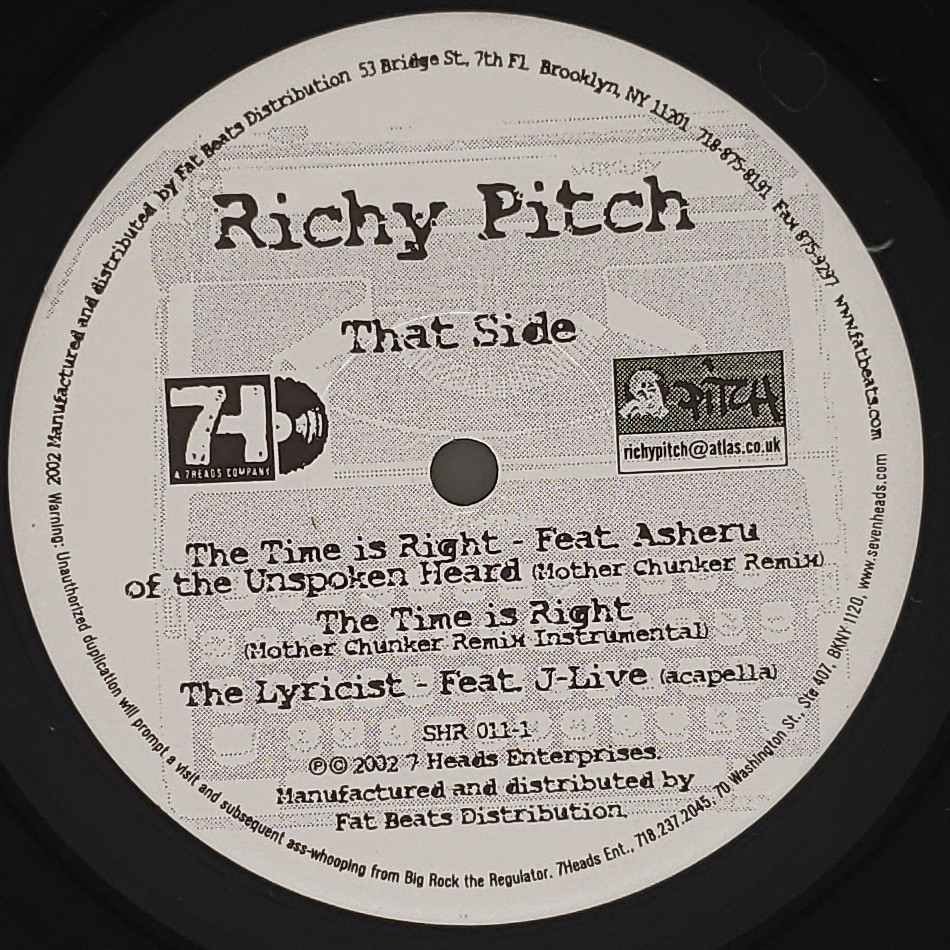 2002 Manufactured and distributed by Fat Beats Distribution 53 Bridge St., 7th Fl. Brooklyn, NY 11201 718-875-8191 Fax 875-9297 www.fatbeats.com
Richy Pitch
That Side
7H
A 7HEADS COMPANY
PITCH
richypitch@atlas.co.uk
The Time is Right - Feat. Asheru
of the Unspoken Heard (Mother Chunker Remix)
The Time is Right
(Mother Chunker Remix Instrumental)
The Lyricist - Feat. J-Live (acapella)
SHR 011-1
℗© 2002 7 Heads Enterprises.
Manufactured and distributed by
Fat Beats Distribution.
Warning: Unauthorized duplication will prompt a visit and subsequent ass-whooping from Big Rock the Regulator. 7Heads Ent., 718.237.2045, 70 Washington St., Ste 407, BKNY 1120, www.sevenheads.com